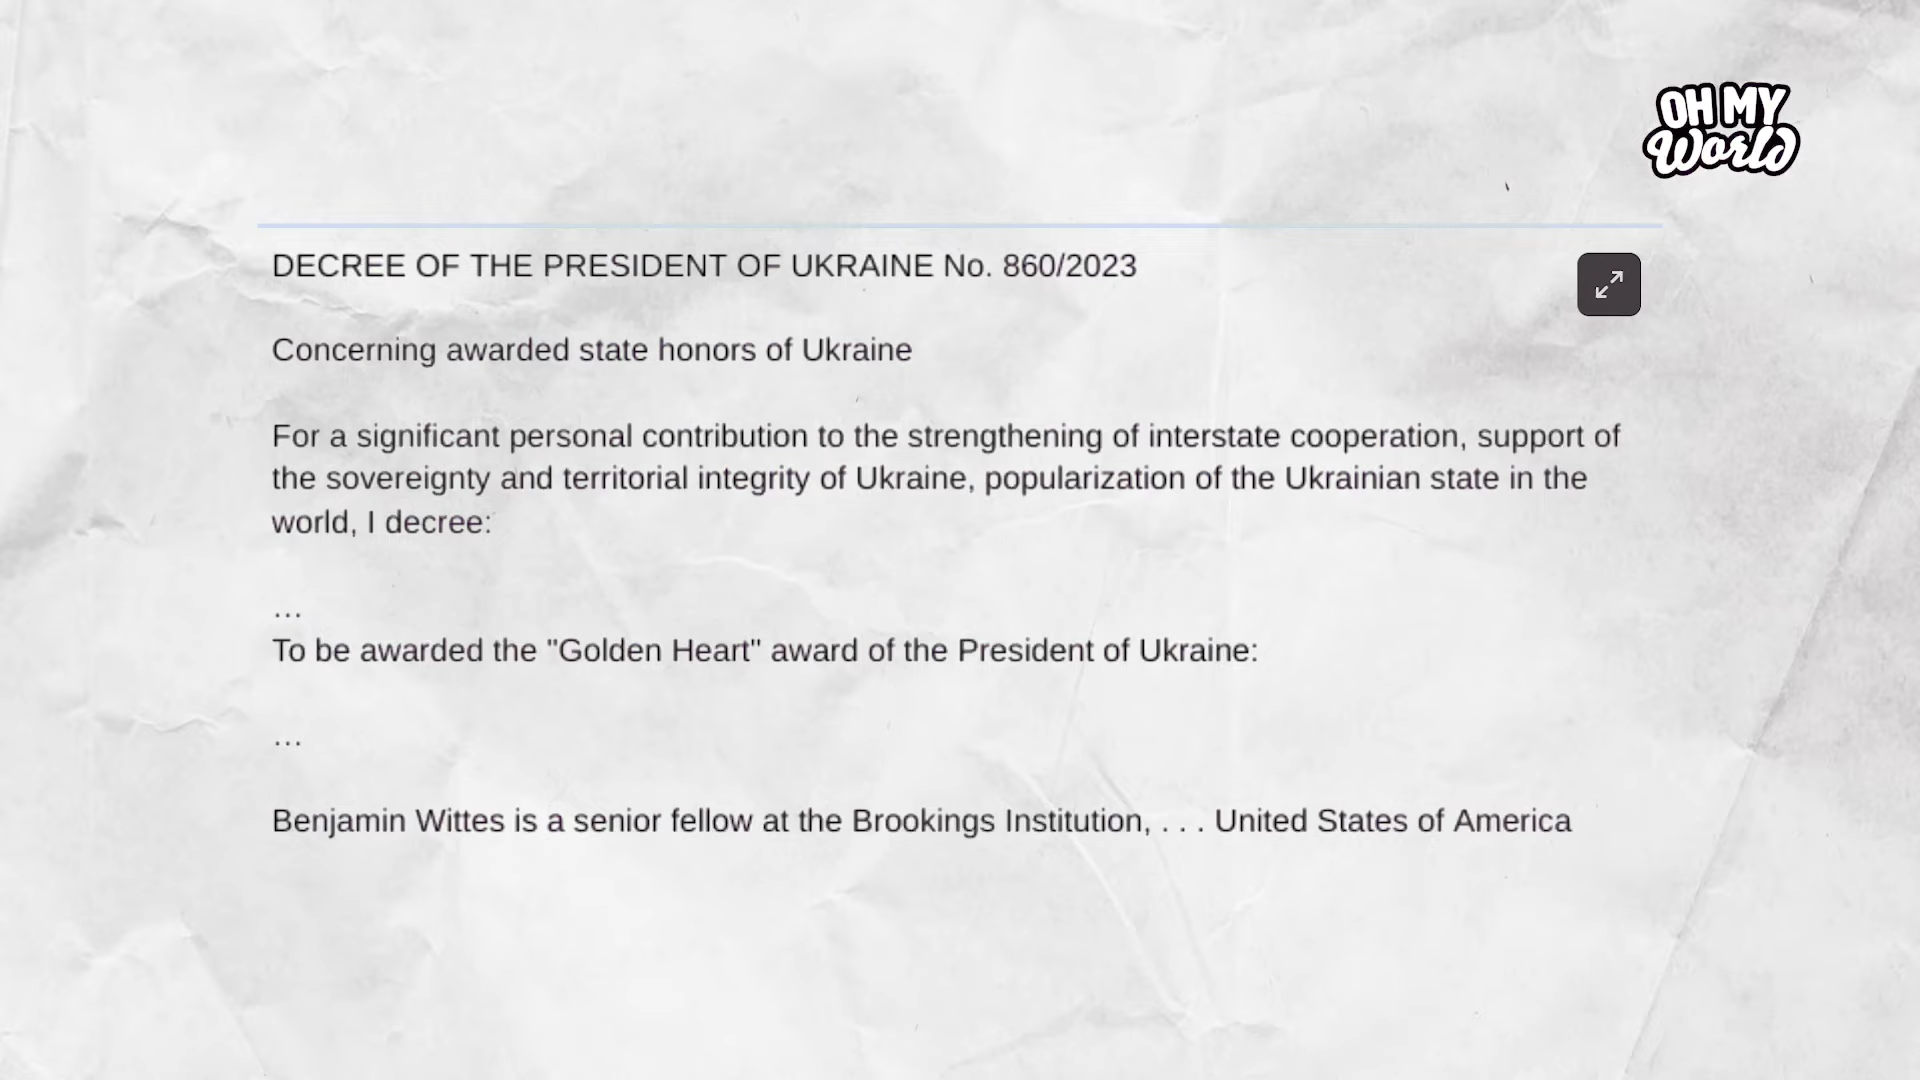 OH MY
World
DECREE OF THE PRESIDENT OF UKRAINE No. 860/2023
Concerning awarded state honors of Ukraine
For a significant personal contribution to the strengthening of interstate cooperation, support of
the sovereignty and territorial integrity of Ukraine, popularization of the Ukrainian state in the
world, I decree:
…
To be awarded the "Golden Heart" award of the President of Ukraine:
…
Benjamin Wittes is a senior fellow at the Brookings Institution, . . . United States of America